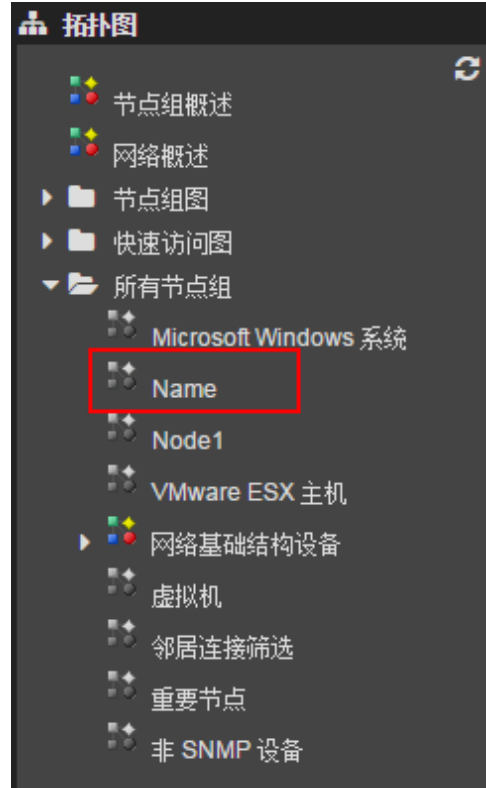 拓扑图
节点组概述
网络概述
节点组图
快速访问图
所有节点组
Microsoft Windows 系统
Name
Node1
VMware ESX 主机
网络基础结构设备
虚拟机
邻居连接筛选
重要节点
非 SNMP 设备